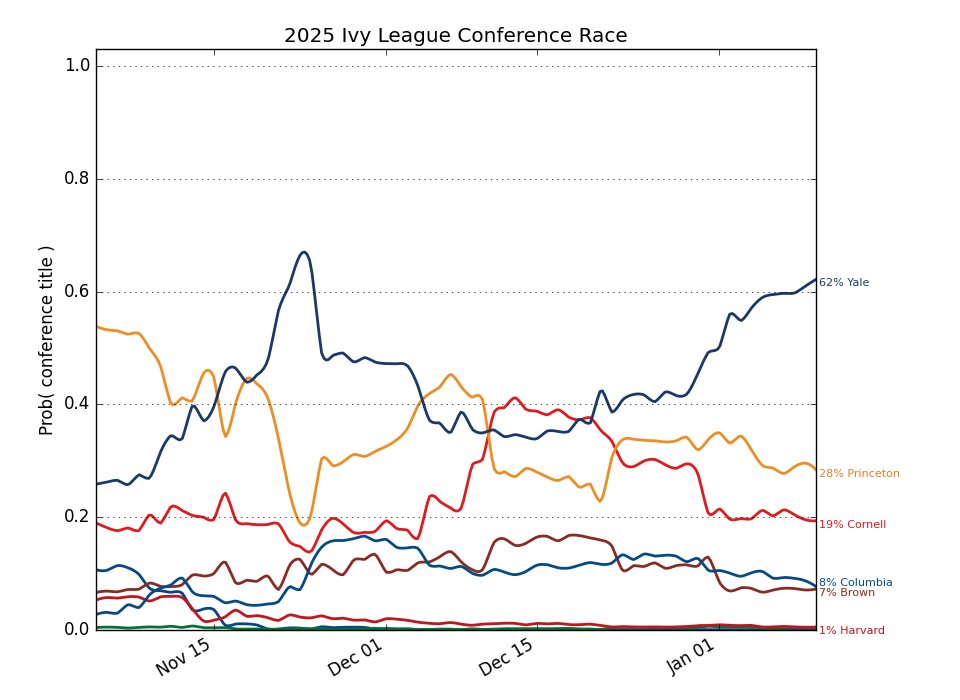 2025 Ivy League Conference Race
Prob( conference title )
1.0
0.8
0.6
0.4
0.2
0.0
Nov 15
Dec 01
Dec 15
Jan 01
62% Yale
28% Princeton
19% Cornell
8% Columbia
7% Brown
1% Harvard